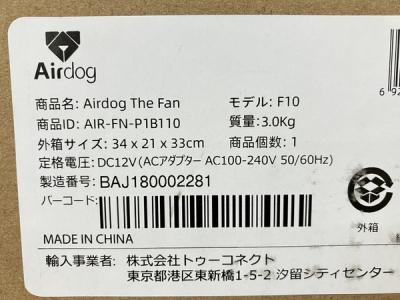 Airdog
商品名: Airdog The Fan
モデル: F10
商品ID: AIR-FN-P1B110
質量: 3.0Kg
外箱サイズ: 34 x 21 x 33cm
商品個数: 1
定格電圧: DC12V (ACアダプター AC100-240V 50/60Hz)
製造番号: BAJ180002281
バーコード:
6 92
外箱
MADE IN CHINA
輸入事業者: 株式会社トゥーコネクト
東京都港区東新橋1-5-2 汐留シティセンター